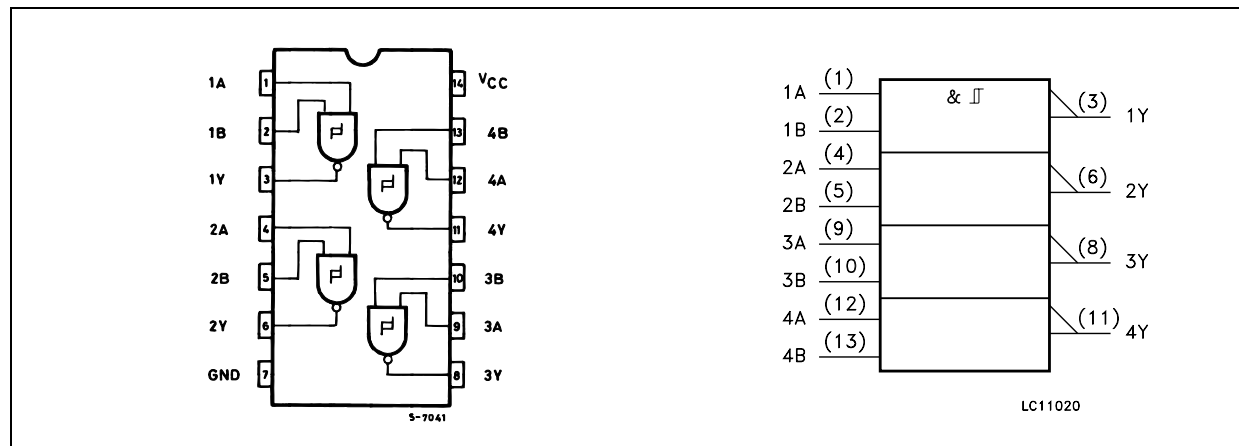 1A 1 14 VCC
1B 2 13 4B
1Y 3 12 4A
2A 4 11 4Y
2B 5 10 3B
2Y 6 9 3A
GND 7 8 3Y
S-7041
1A (1) & (3) 1Y
1B (2)
2A (4) (6) 2Y
2B (5)
3A (9) (8) 3Y
3B (10)
4A (12) (11) 4Y
4B (13)
LC11020